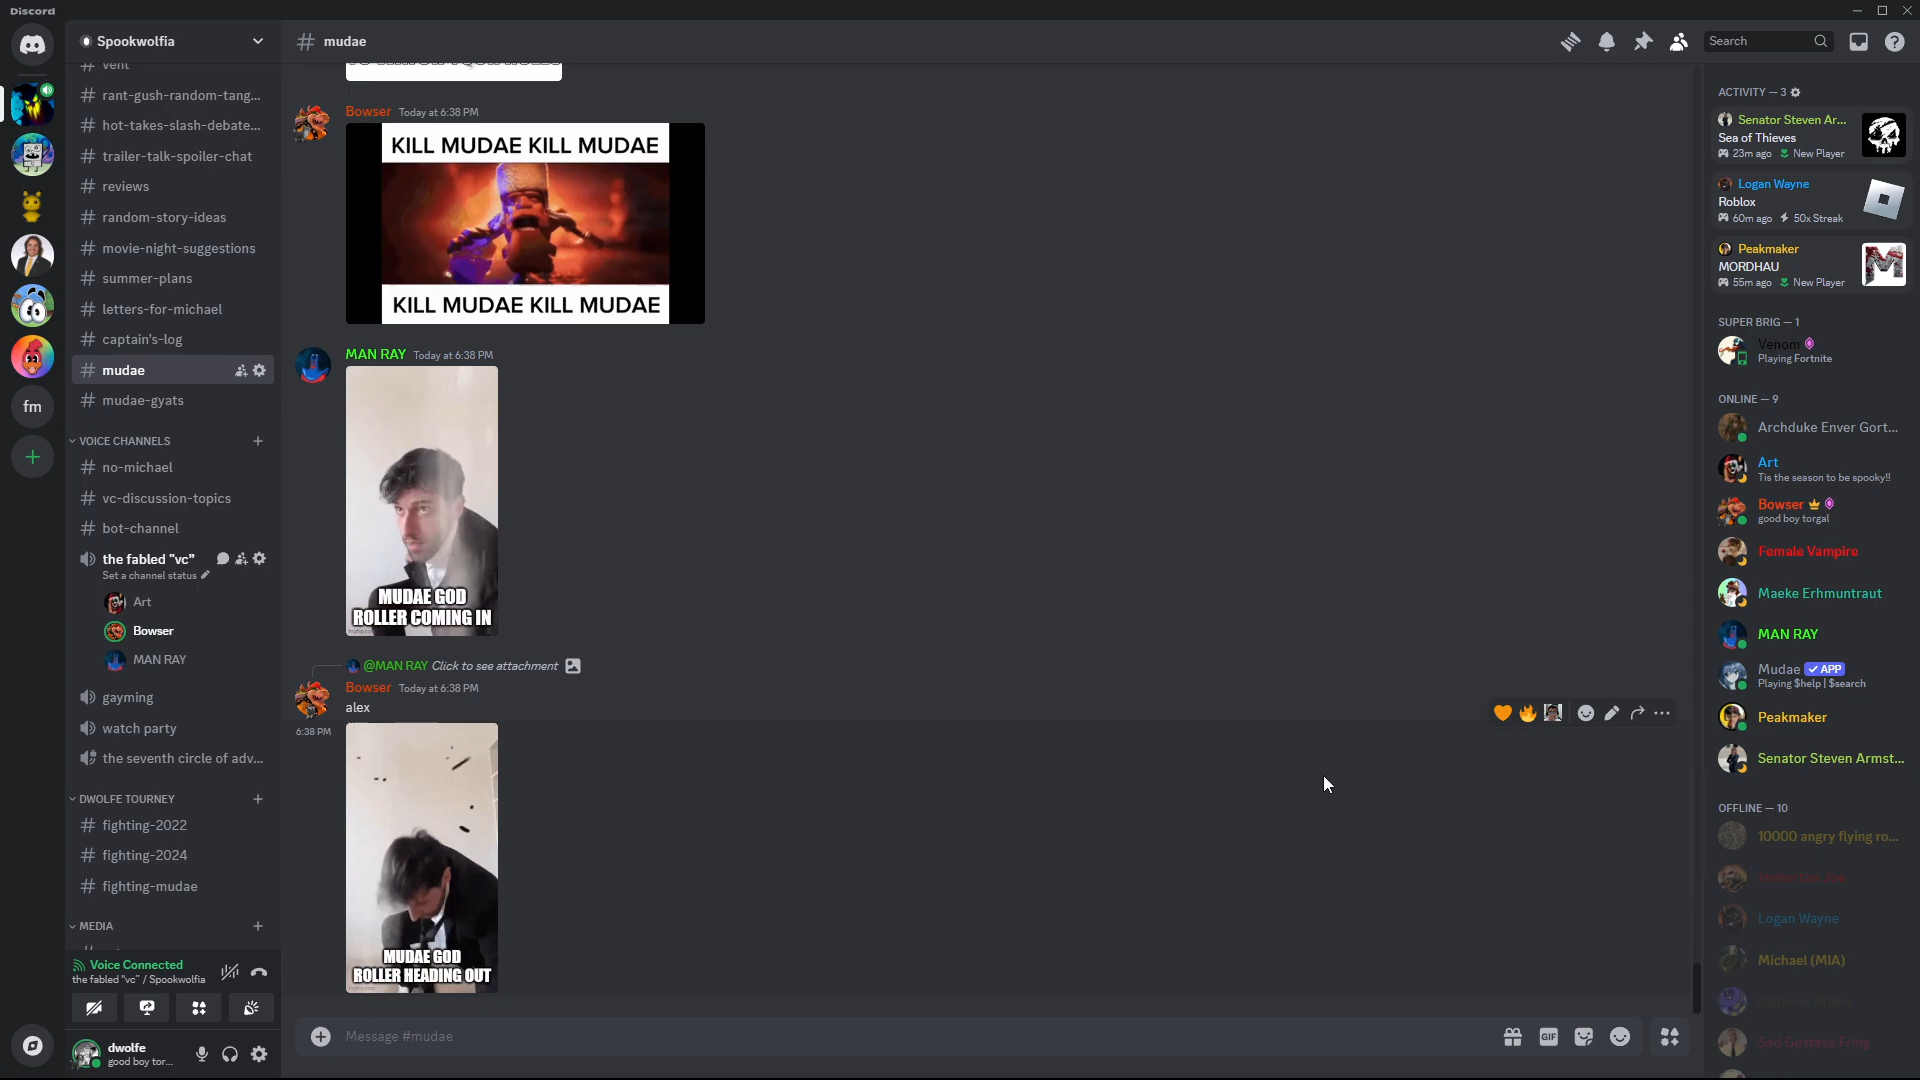 Discord
Spookwolfia
vent
rant-gush-random-tang...
hot-takes-slash-debate...
trailer-talk-spoiler-chat
reviews
random-story-ideas
movie-night-suggestions
summer-plans
letters-for-michael
captain's-log
mudae
mudae-gyats
VOICE CHANNELS
no-michael
vc-discussion-topics
bot-channel
the fabled "vc"
Set a channel status
Art
Bowser
MAN RAY
gayming
watch party
the seventh circle of adv...
DWOLFE TOURNEY
fighting-2022
fighting-2024
fighting-mudae
MEDIA
Voice Connected
the fabled "vc" / Spookwolfia
dwolfe
good boy tor...
fm
# mudae
Search
Bowser Today at 6:38 PM
KILL MUDAE KILL MUDAE
KILL MUDAE KILL MUDAE
MAN RAY Today at 6:38 PM
MUDAE GOD
ROLLER COMING IN
@MAN RAY Click to see attachment
Bowser Today at 6:38 PM
alex
6:38 PM
MUDAE GOD
ROLLER HEADING OUT
Message #mudae
GIF
ACTIVITY — 3
Senator Steven Ar...
Sea of Thieves
23m ago New Player
Logan Wayne
Roblox
60m ago 50x Streak
Peakmaker
MORDHAU
55m ago New Player
SUPER BRIG — 1
Venom
Playing Fortnite
ONLINE — 9
Archduke Enver Gort...
Art
Tis the season to be spooky!!
Bowser
good boy torgal
Female Vampire
Maeke Erhmuntraut
MAN RAY
Mudae ✓ APP
Playing $help | $search
Peakmaker
Senator Steven Armst...
OFFLINE — 10
10000 angry flying ro...
Logan Wayne
Michael (MIA)
Sad Gustavo Fring